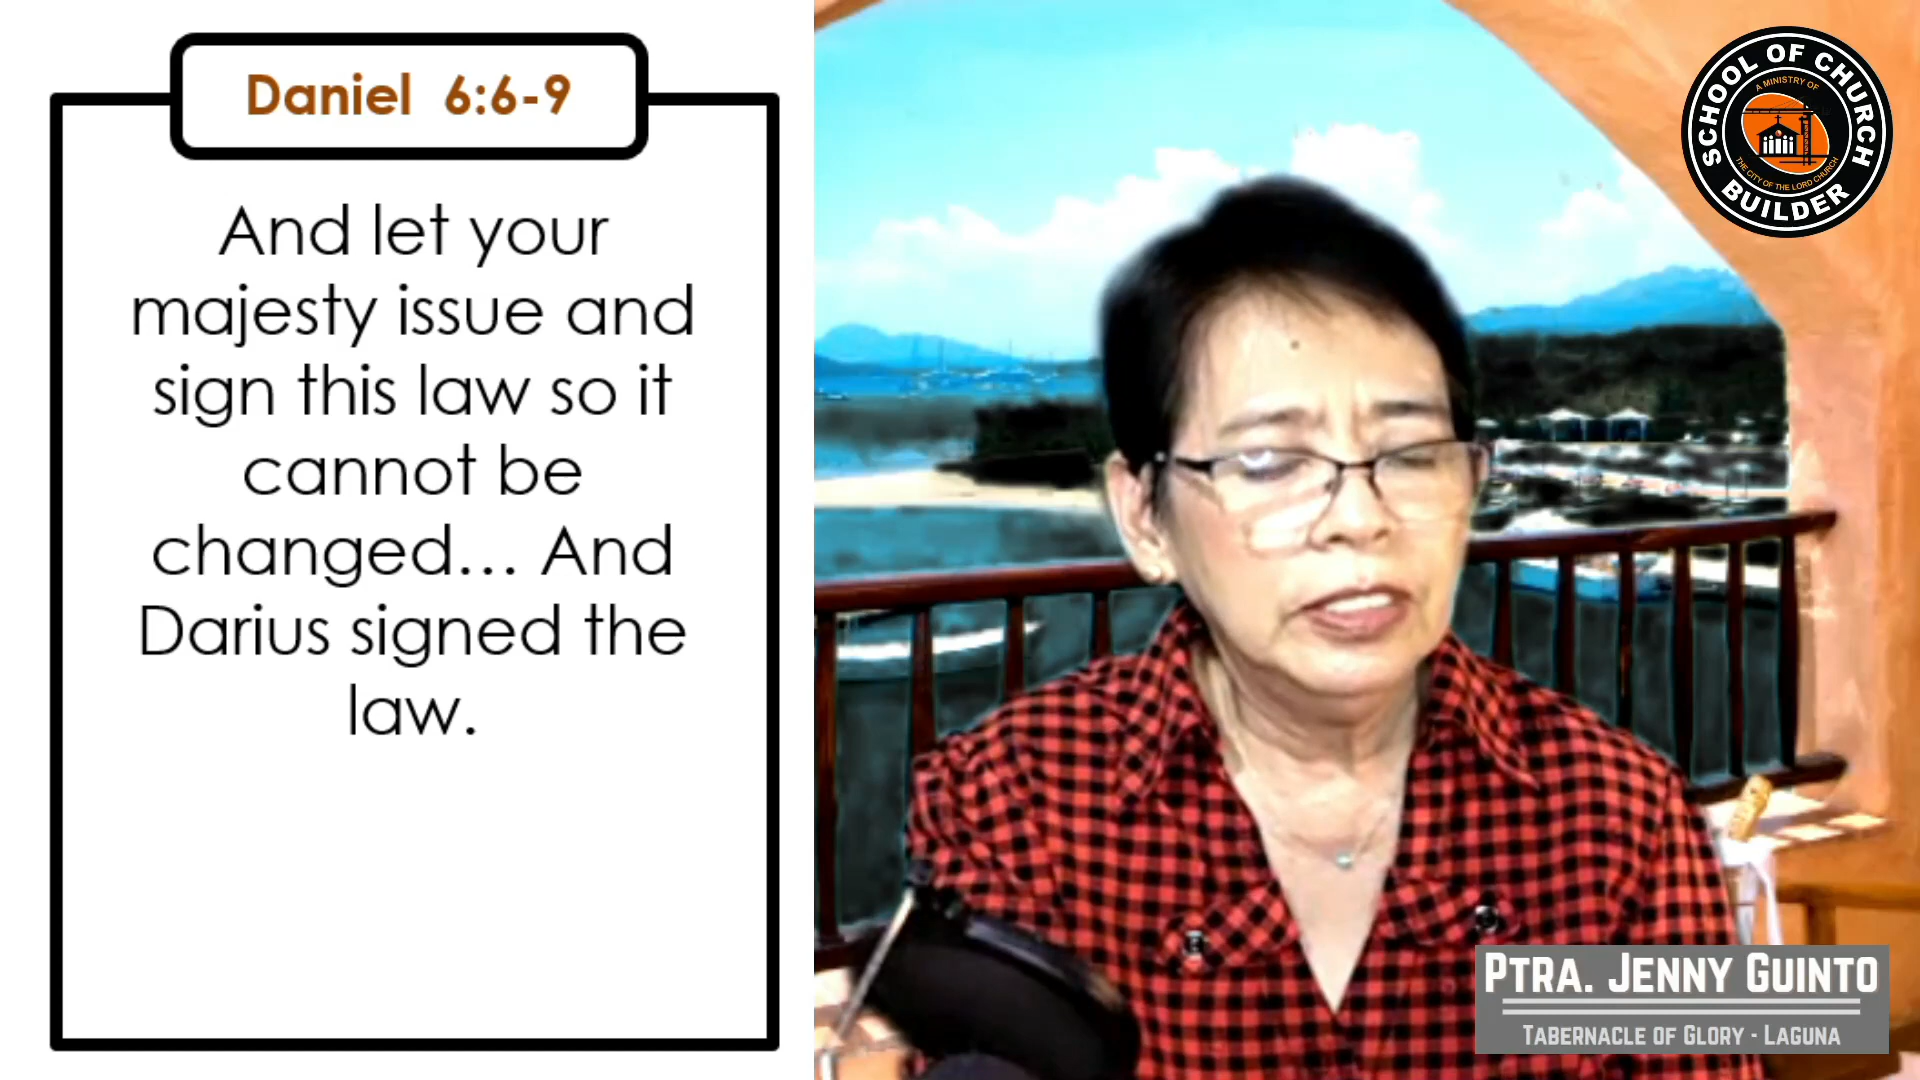 Daniel 6:6-9
And let your
majesty issue and
sign this law so it
cannot be
changed... And
Darius signed the
law.
SCHOOL OF CHURCH
BUILDER
A MINISTRY OF
THE CITY OF THE LORD CHURCH
PTRA. JENNY GUINTO
TABERNACLE OF GLORY - LAGUNA